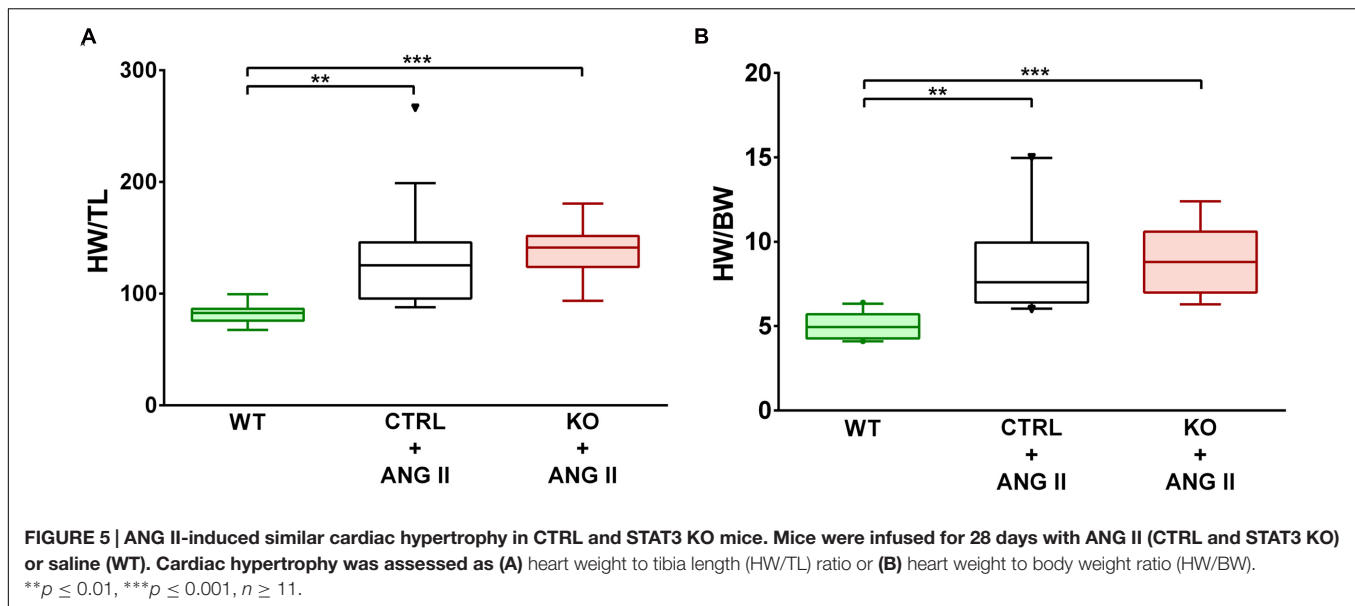 A
300
200
100
0
HW/TL
**
***
WT
CTRL
+
ANG II
KO
+
ANG II
B
20
15
10
5
0
HW/BW
**
***
WT
CTRL
+
ANG II
KO
+
ANG II
FIGURE 5 | ANG II-induced similar cardiac hypertrophy in CTRL and STAT3 KO mice. Mice were infused for 28 days with ANG II (CTRL and STAT3 KO)
or saline (WT). Cardiac hypertrophy was assessed as (A) heart weight to tibia length (HW/TL) ratio or (B) heart weight to body weight ratio (HW/BW).
**p ≤ 0.01, ***p ≤ 0.001, n ≥ 11.